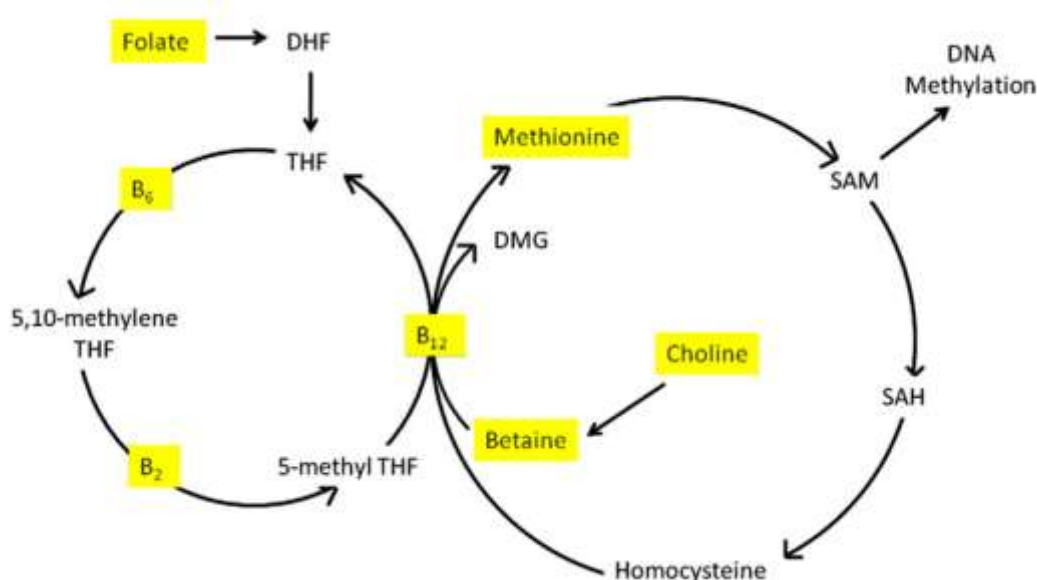 Folate
DHF
DNA
Methylation
Methionine
THF
SAM
B₆
DMG
5,10-methylene
THF
B₁₂
Choline
SAH
Betaine
B₂
5-methyl THF
Homocysteine